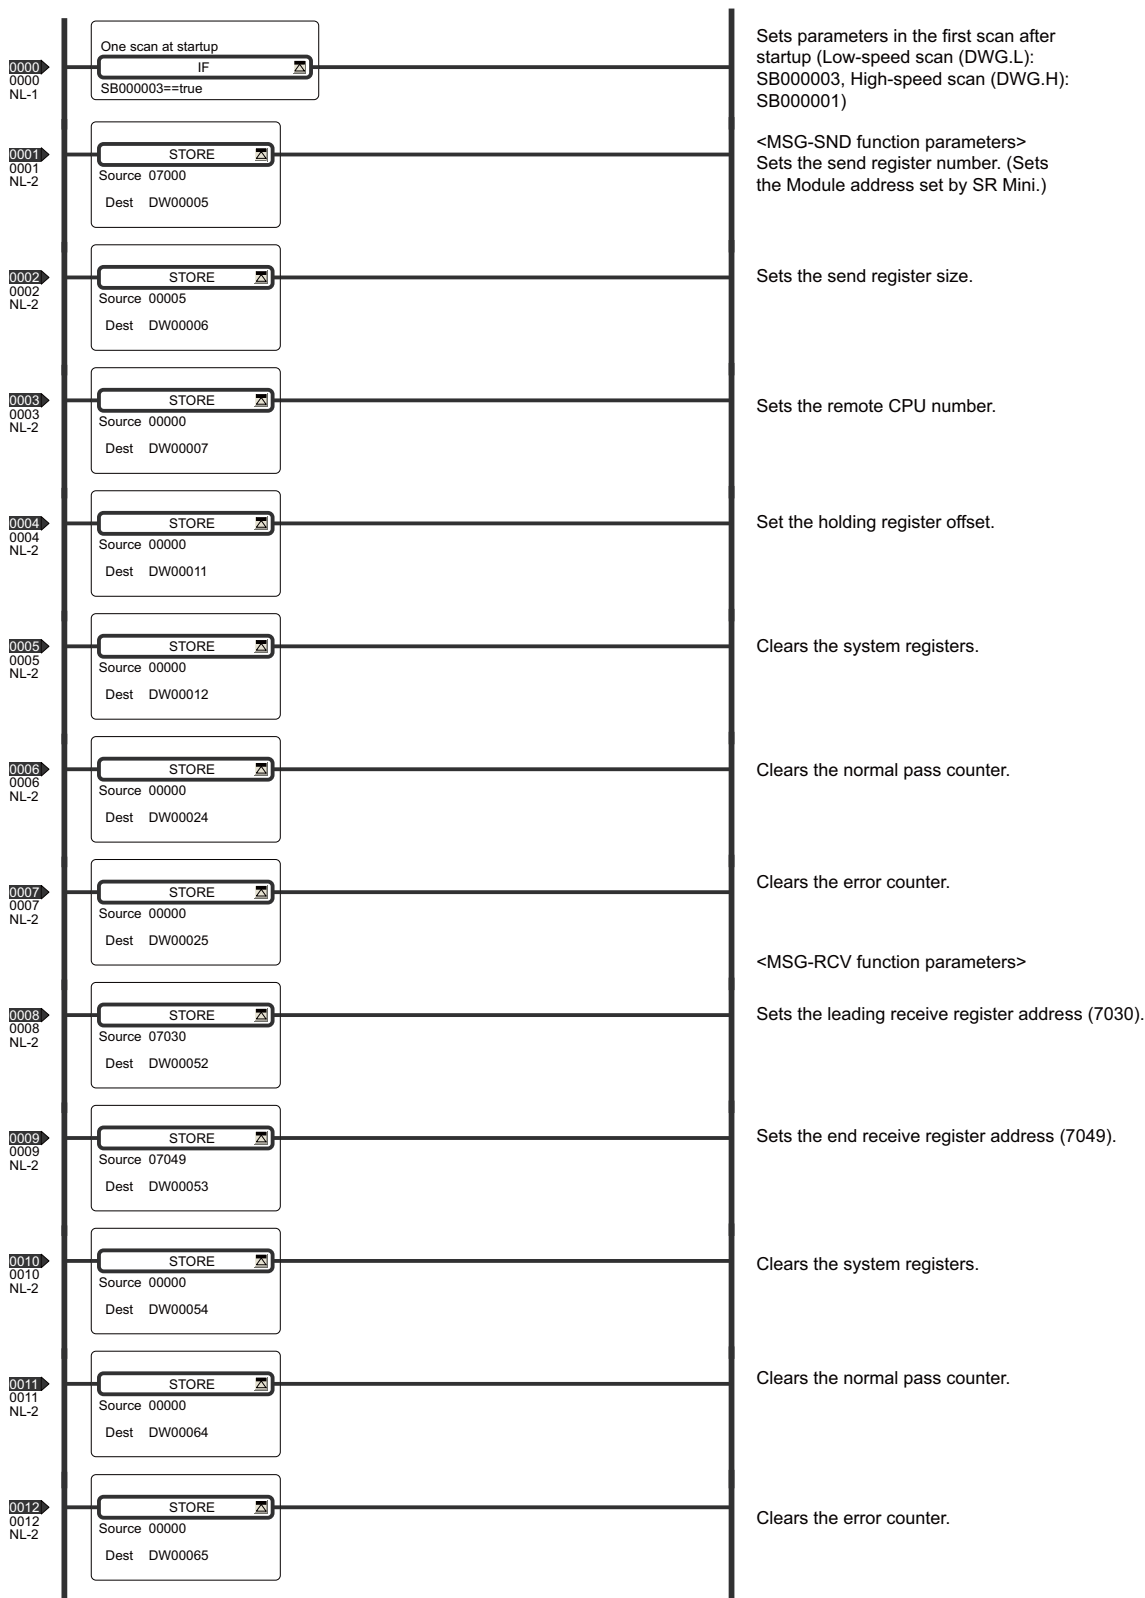 One scan at startup
0000
0000
NL-1
IF
SB000003==true
Sets parameters in the first scan after
startup (Low-speed scan (DWG.L):
SB000003, High-speed scan (DWG.H):
SB000001)
<MSG-SND function parameters>
0001
0001
NL-2
STORE
Source 07000
Dest DW00005
Sets the send register number. (Sets
the Module address set by SR Mini.)
0002
0002
NL-2
STORE
Source 00005
Dest DW00006
Sets the send register size.
0003
0003
NL-2
STORE
Source 00000
Dest DW00007
Sets the remote CPU number.
0004
0004
NL-2
STORE
Source 00000
Dest DW00011
Set the holding register offset.
0005
0005
NL-2
STORE
Source 00000
Dest DW00012
Clears the system registers.
0006
0006
NL-2
STORE
Source 00000
Dest DW00024
Clears the normal pass counter.
0007
0007
NL-2
STORE
Source 00000
Dest DW00025
Clears the error counter.
<MSG-RCV function parameters>
0008
0008
NL-2
STORE
Source 07030
Dest DW00052
Sets the leading receive register address (7030).
0009
0009
NL-2
STORE
Source 07049
Dest DW00053
Sets the end receive register address (7049).
0010
0010
NL-2
STORE
Source 00000
Dest DW00054
Clears the system registers.
0011
0011
NL-2
STORE
Source 00000
Dest DW00064
Clears the normal pass counter.
0012
0012
NL-2
STORE
Source 00000
Dest DW00065
Clears the error counter.